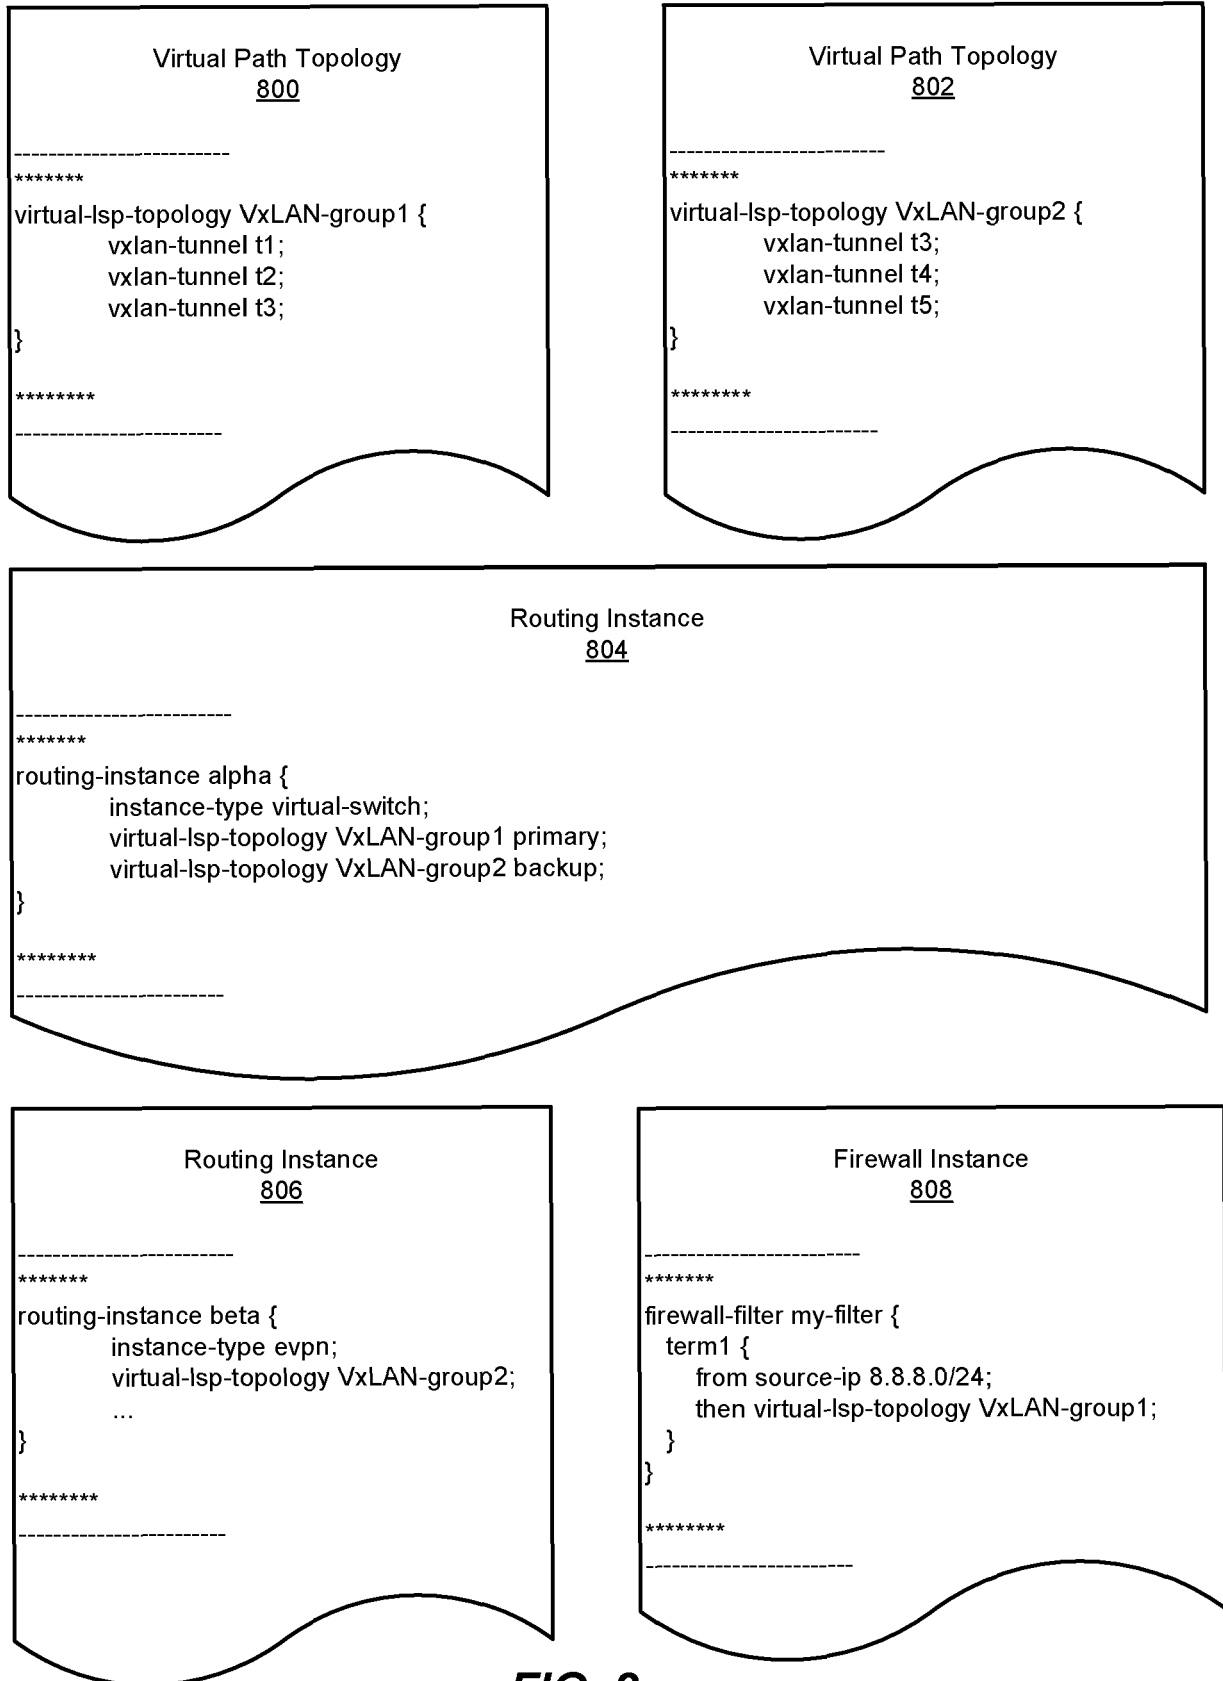 Virtual Path Topology
800
-------------------------
*******
virtual-lsp-topology VxLAN-group1 {
vxlan-tunnel t1;
vxlan-tunnel t2;
vxlan-tunnel t3;
}
********
------------------------
Virtual Path Topology
802
-------------------------
*******
virtual-lsp-topology VxLAN-group2 {
vxlan-tunnel t3;
vxlan-tunnel t4;
vxlan-tunnel t5;
}
********
------------------------
Routing Instance
804
-------------------------
*******
routing-instance alpha {
instance-type virtual-switch;
virtual-lsp-topology VxLAN-group1 primary;
virtual-lsp-topology VxLAN-group2 backup;
}
********
------------------------
Routing Instance
806
-------------------------
*******
routing-instance beta {
instance-type evpn;
virtual-lsp-topology VxLAN-group2;
...
}
********
------------------------
Firewall Instance
808
-------------------------
*******
firewall-filter my-filter {
term1 {
from source-ip 8.8.8.0/24;
then virtual-lsp-topology VxLAN-group1;
}
}
********
------------------------
FIG.